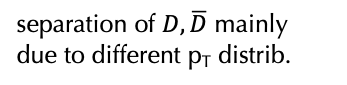 separation of D, D̅ mainly
due to different pT distrib.